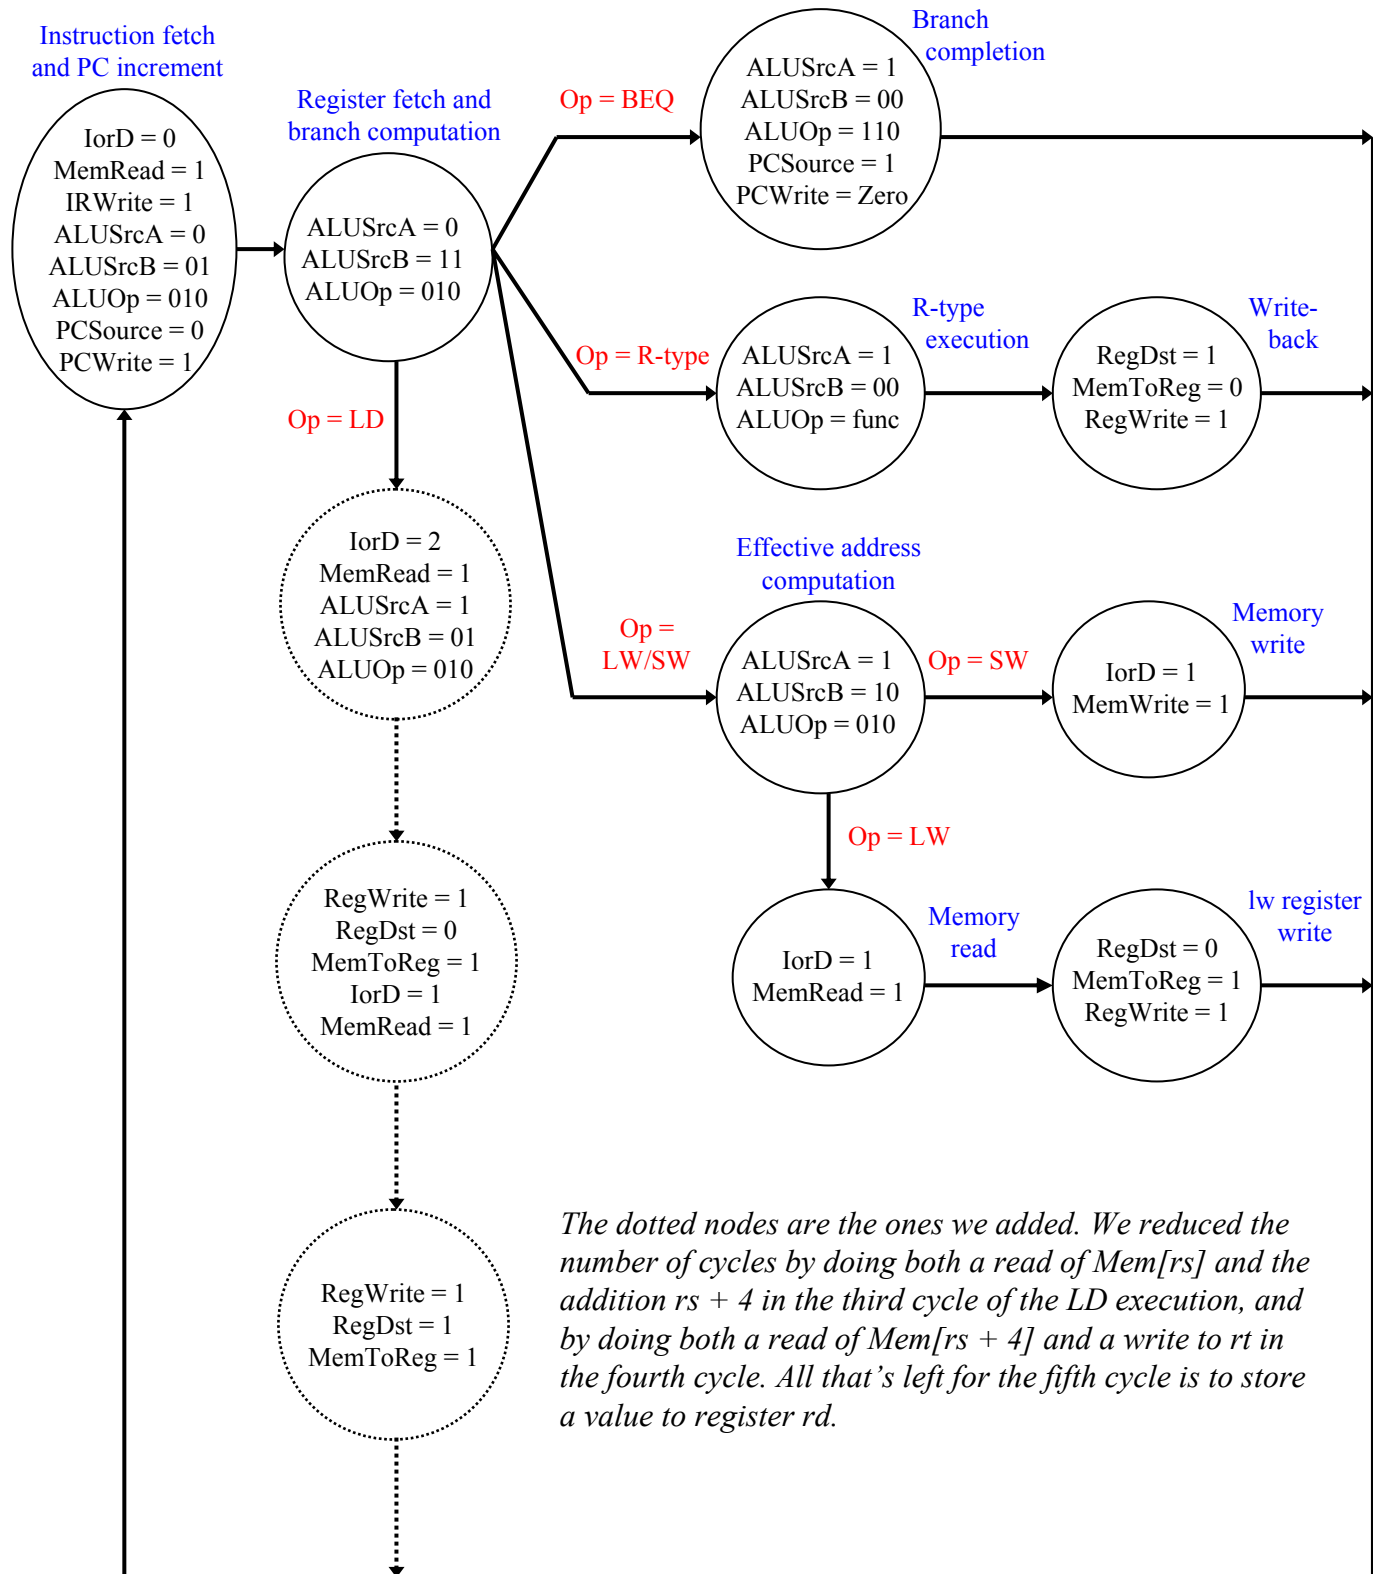 Instruction fetch
and PC increment
IorD = 0
MemRead = 1
IRWrite = 1
ALUSrcA = 0
ALUSrcB = 01
ALUOp = 010
PCSource = 0
PCWrite = 1
Register fetch and
branch computation
ALUSrcA = 0
ALUSrcB = 11
ALUOp = 010
Op = BEQ
Branch
completion
ALUSrcA = 1
ALUSrcB = 00
ALUOp = 110
PCSource = 1
PCWrite = Zero
Op = R-type
R-type
execution
ALUSrcA = 1
ALUSrcB = 00
ALUOp = func
Write-
back
RegDst = 1
MemToReg = 0
RegWrite = 1
Op = LD
IorD = 2
MemRead = 1
ALUSrcA = 1
ALUSrcB = 01
ALUOp = 010
Op =
LW/SW
Effective address
computation
ALUSrcA = 1
ALUSrcB = 10
ALUOp = 010
Op = SW
Memory
write
IorD = 1
MemWrite = 1
Op = LW
IorD = 1
MemRead = 1
Memory
read
lw register
write
RegDst = 0
MemToReg = 1
RegWrite = 1
RegWrite = 1
RegDst = 0
MemToReg = 1
IorD = 1
MemRead = 1
RegWrite = 1
RegDst = 1
MemToReg = 1
The dotted nodes are the ones we added. We reduced the
number of cycles by doing both a read of Mem[rs] and the
addition rs + 4 in the third cycle of the LD execution, and
by doing both a read of Mem[rs + 4] and a write to rt in
the fourth cycle. All that’s left for the fifth cycle is to store
a value to register rd.